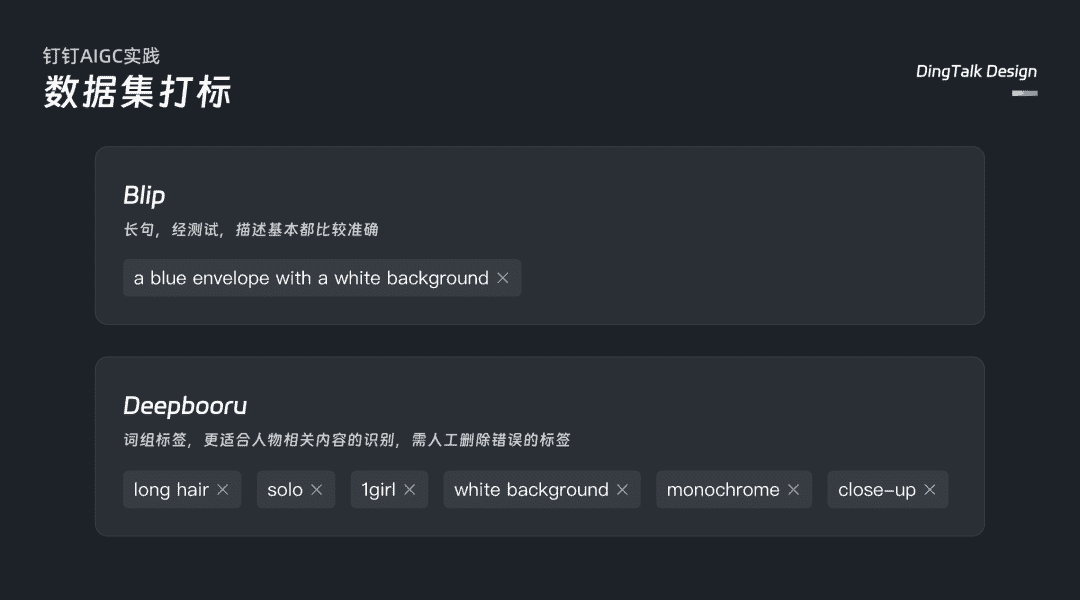 钉钉AIGC实践
数据集打标
DingTalk Design
Blip
长句，经测试，描述基本都比较准确
a blue envelope with a white background ×
Deepbooru
词组标签，更适合人物相关内容的识别，需人工删除错误的标签
long hair × solo × 1girl × white background × monochrome × close-up ×